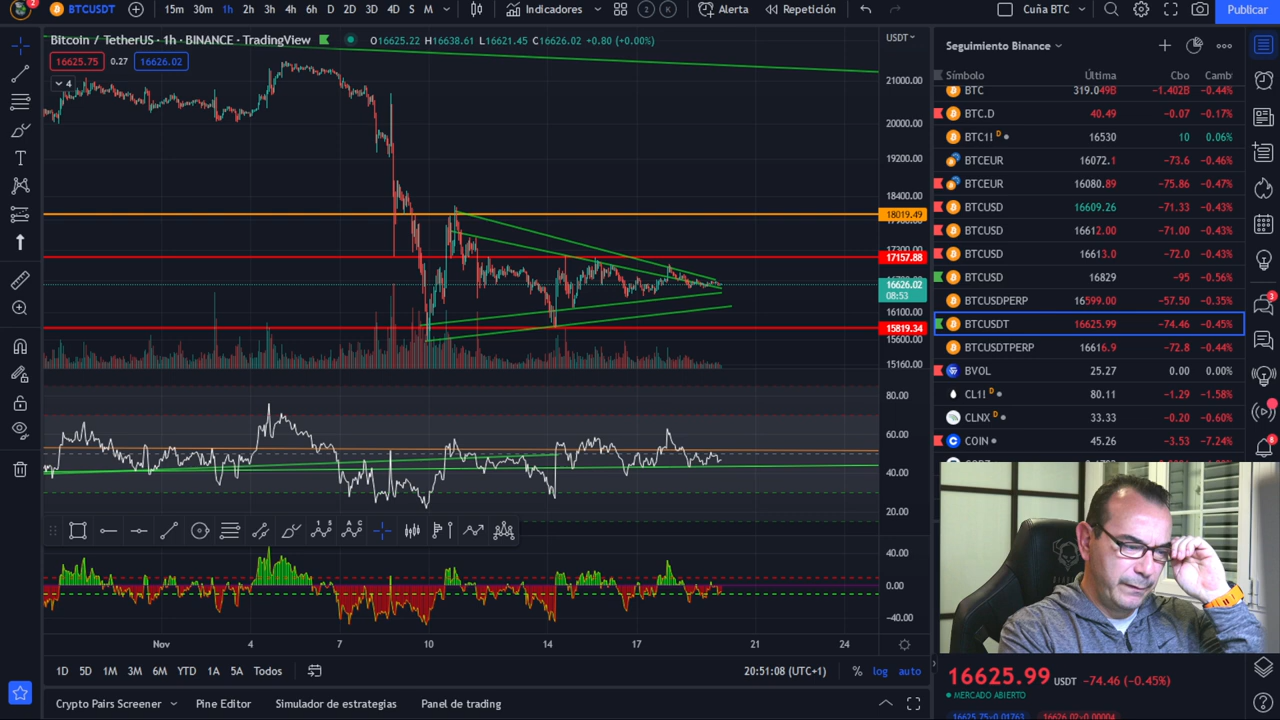 2
BTCUSDT
15m 30m 1h 2h 3h 4h 6h D 2D 3D 4D S M
Indicadores
2 K
Alerta
Repetición
Cuña BTC
Publicar
Bitcoin / TetherUS · 1h · BINANCE · TradingView
O16625.22 H16638.61 L16621.45 C16626.02 +0.80 (+0.00%)
USDT
16625.75 0.27 16626.02
4
21000.00
20000.00
19200.00
18400.00
18019.49
17157.88
16626.02
08:53
16100.00
15819.34
15600.00
15160.00
80.00
60.00
40.00
20.00
40.00
0.00
−40.00
Nov 4 7 10 14 17 21 24
1D 5D 1M 3M 6M YTD 1A 5A Todos
20:51:08 (UTC+1)
% log auto
Crypto Pairs Screener
Pine Editor
Simulador de estrategias
Panel de trading
Seguimiento Binance
Símbolo Última Cbo Camb
BTC 319.049B −1.402B −0.44%
BTC.D 40.49 −0.07 −0.17%
BTC1! D 16530 10 0.06%
BTCEUR 16072.1 −73.6 −0.46%
BTCEUR 16080.89 −75.86 −0.47%
BTCUSD 16609.26 −71.33 −0.43%
BTCUSD 16612.00 −71.00 −0.43%
BTCUSD 16613.0 −72.0 −0.43%
BTCUSD 16829 −95 −0.56%
BTCUSDPERP 16599.00 −57.50 −0.35%
BTCUSDT 16625.99 −74.46 −0.45%
BTCUSDTPERP 16616.9 −72.8 −0.44%
BVOL 25.27 0.00 0.00%
CL1! D 80.11 −1.29 −1.58%
CLNX D 33.33 −0.20 −0.60%
COIN 45.26 −3.53 −7.24%
3
6
16625.99 USDT −74.46 (−0.45%)
MERCADO ABIERTO